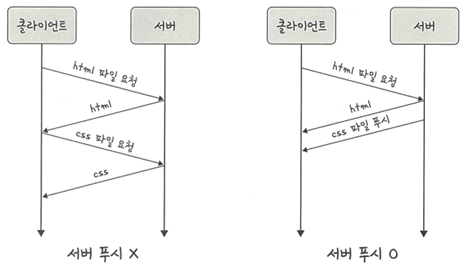 클라이언트
서버
html 파일 요청
html
css 파일 요청
css
서버 푸시 X
클라이언트
서버
html 파일 요청
html
css 파일 푸시
서버 푸시 O